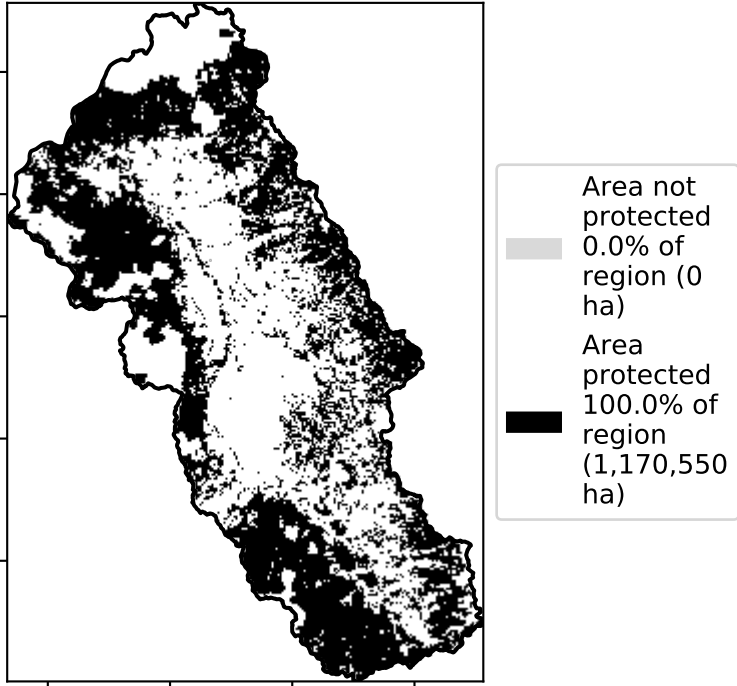 Area not
protected
0.0% of
region (0
ha)
Area
protected
100.0% of
region
(1,170,550
ha)